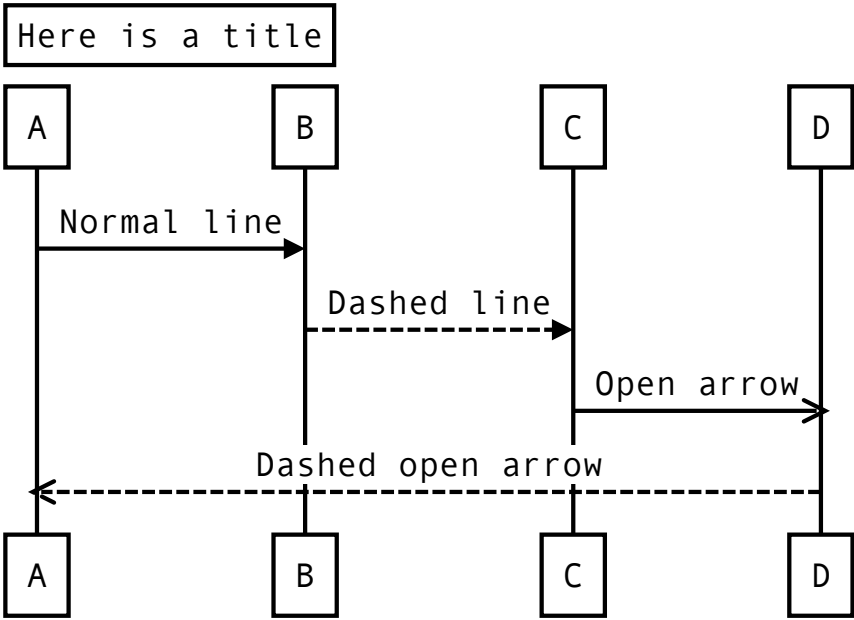 Here is a title
A
B
C
D
Normal line
Dashed line
Open arrow
Dashed open arrow
A
B
C
D